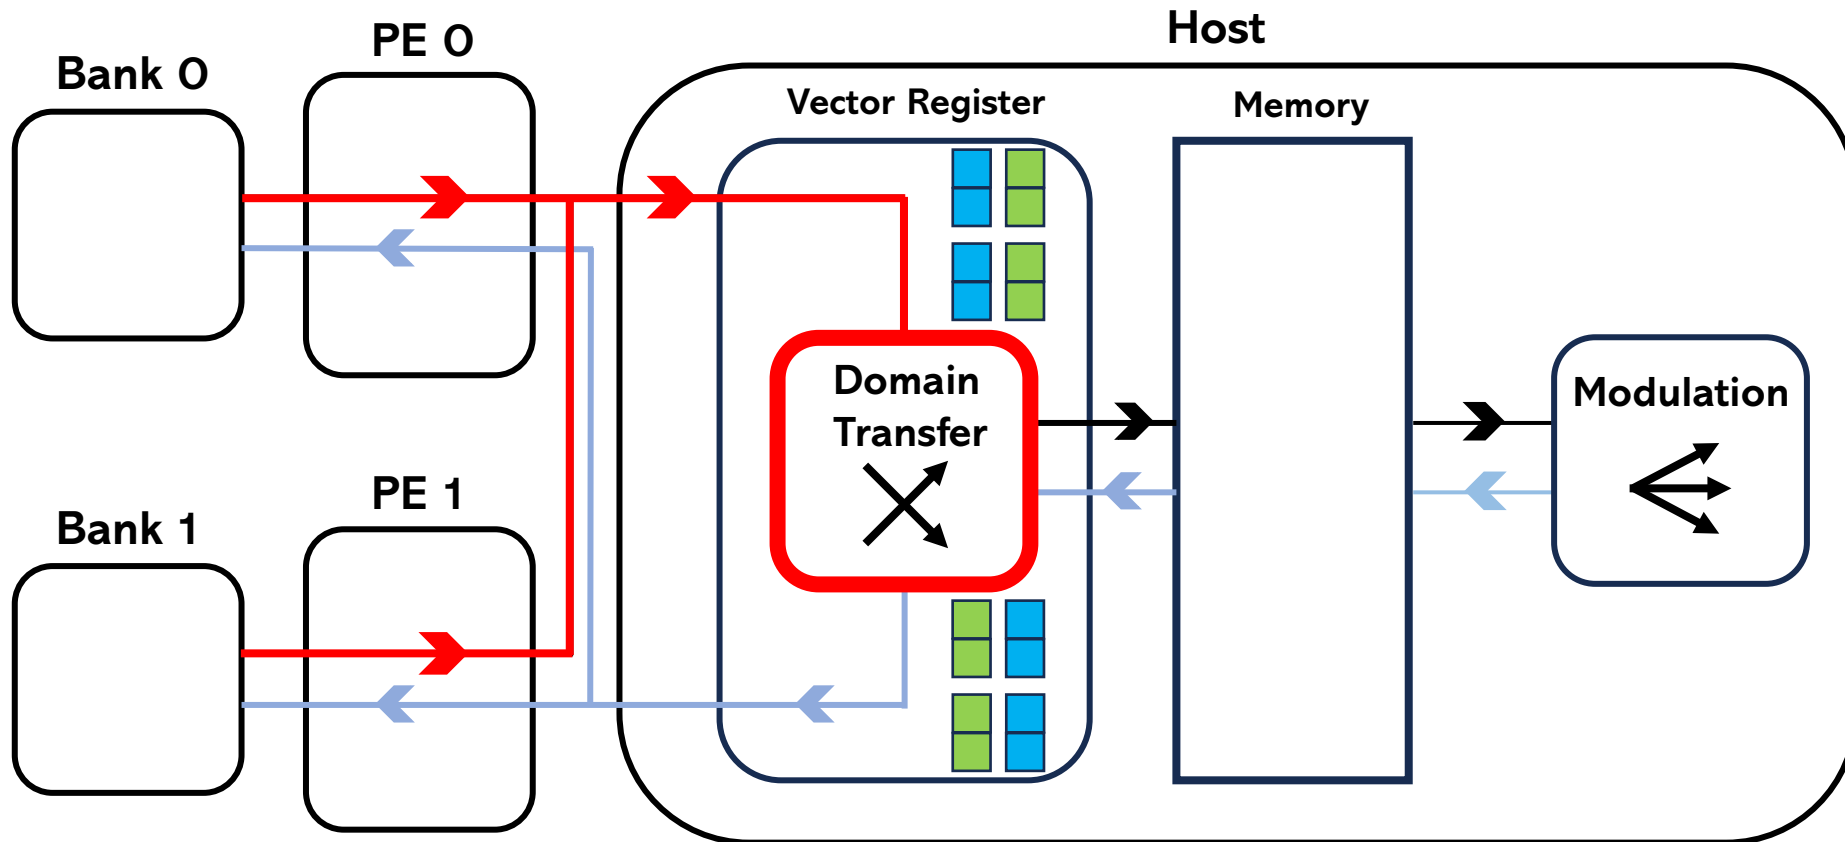 Host
PE 0
Bank 0
Vector Register
Memory
Domain
Transfer
Modulation
PE 1
Bank 1